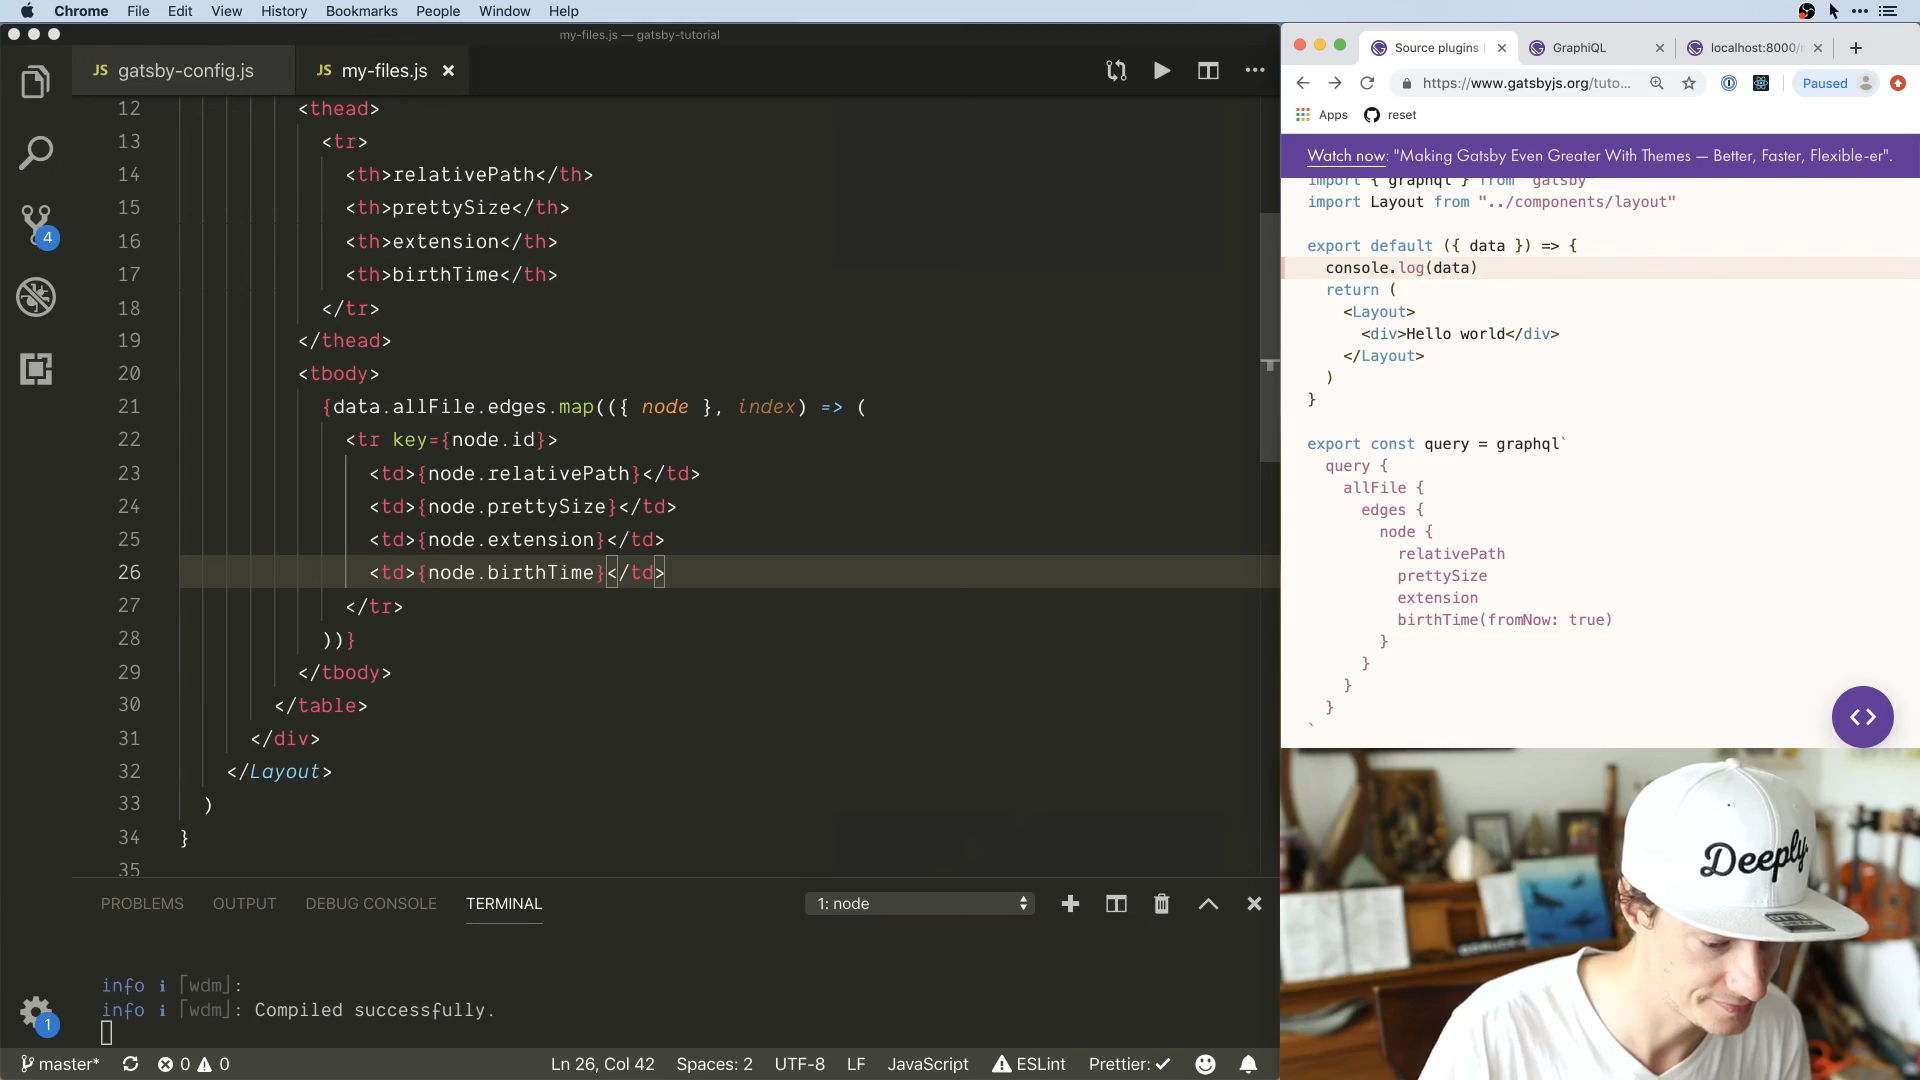 Chrome File Edit View History Bookmarks People Window Help
my-files.js — gatsby-tutorial
JS gatsby-config.js
JS my-files.js
12 <thead>
13 <tr>
14 <th>relativePath</th>
15 <th>prettySize</th>
16 <th>extension</th>
17 <th>birthTime</th>
18 </tr>
19 </thead>
20 <tbody>
21 {data.allFile.edges.map(({ node }, index) => (
22 <tr key={node.id}>
23 <td>{node.relativePath}</td>
24 <td>{node.prettySize}</td>
25 <td>{node.extension}</td>
26 <td>{node.birthTime}</td>
27 </tr>
28 ))}
29 </tbody>
30 </table>
31 </div>
32 </Layout>
33 )
34 }
35
4
PROBLEMS OUTPUT DEBUG CONSOLE TERMINAL
1: node
info i ⌈wdm⌋:
info i ⌈wdm⌋: Compiled successfully.
1
master* 0 0 Ln 26, Col 42 Spaces: 2 UTF-8 LF JavaScript ESLint Prettier: ✓
Source plugins
GraphiQL
localhost:8000/
https://www.gatsbyjs.org/tuto...
Paused
Apps reset
Watch now: "Making Gatsby Even Greater With Themes — Better, Faster, Flexible-er".
import { graphql } from "gatsby"
import Layout from "../components/layout"
export default ({ data }) => {
console.log(data)
return (
<Layout>
<div>Hello world</div>
</Layout>
)
}
export const query = graphql`
query {
allFile {
edges {
node {
relativePath
prettySize
extension
birthTime(fromNow: true)
}
}
}
}
`
Deeply.